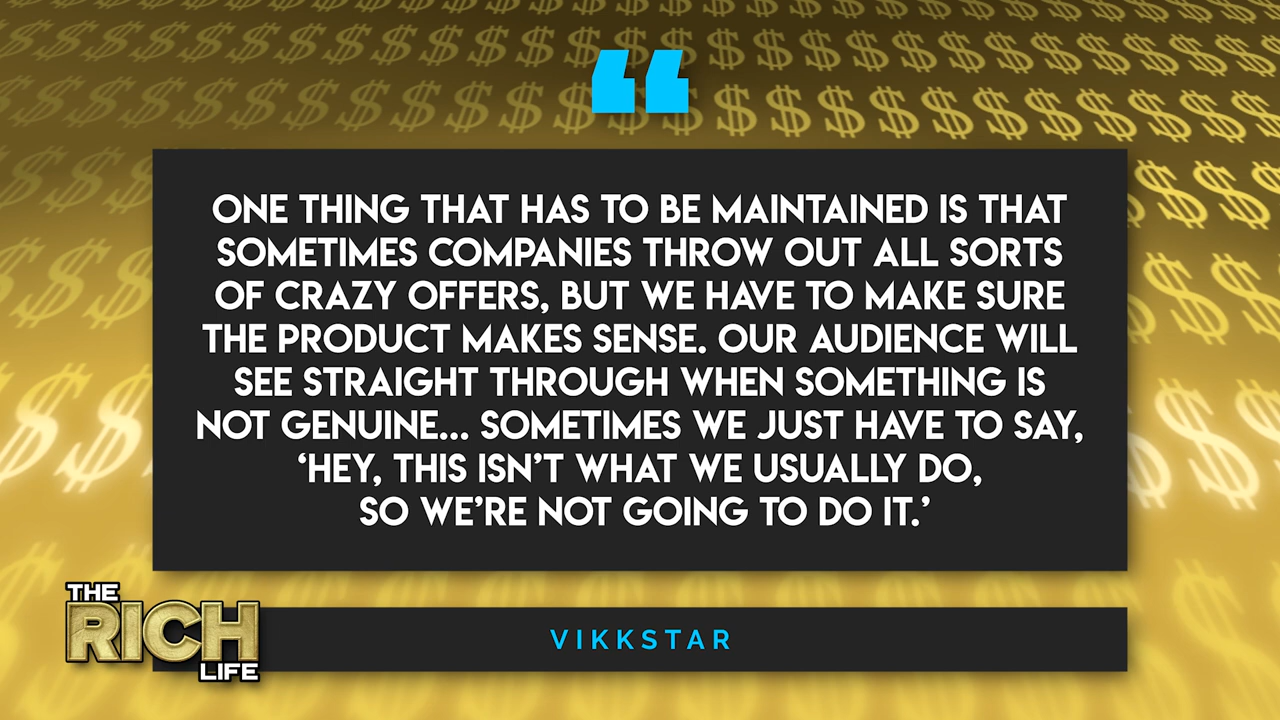 “
ONE THING THAT HAS TO BE MAINTAINED IS THAT
SOMETIMES COMPANIES THROW OUT ALL SORTS
OF CRAZY OFFERS, BUT WE HAVE TO MAKE SURE
THE PRODUCT MAKES SENSE. OUR AUDIENCE WILL
SEE STRAIGHT THROUGH WHEN SOMETHING IS
NOT GENUINE... SOMETIMES WE JUST HAVE TO SAY,
‘HEY, THIS ISN’T WHAT WE USUALLY DO,
SO WE’RE NOT GOING TO DO IT.’
VIKKSTAR
THE
RICH
LIFE